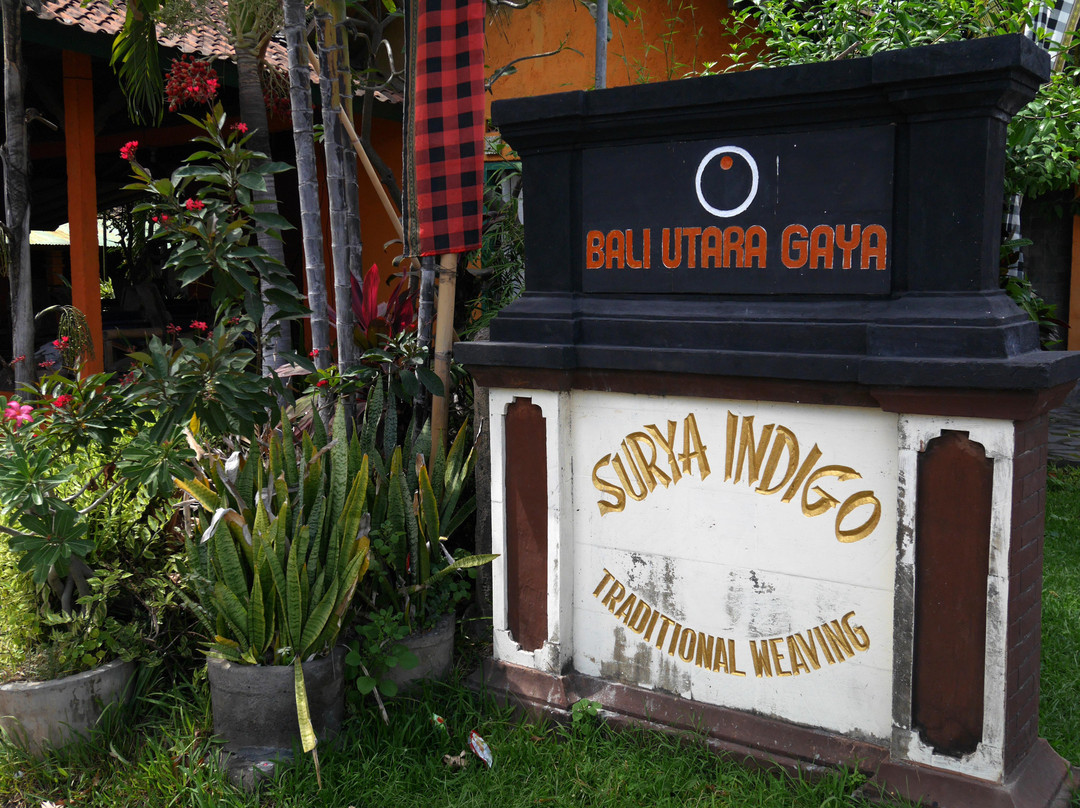 BALI UTARA GAYA
SURYA INDIGO
TRADITIONAL WEAVING